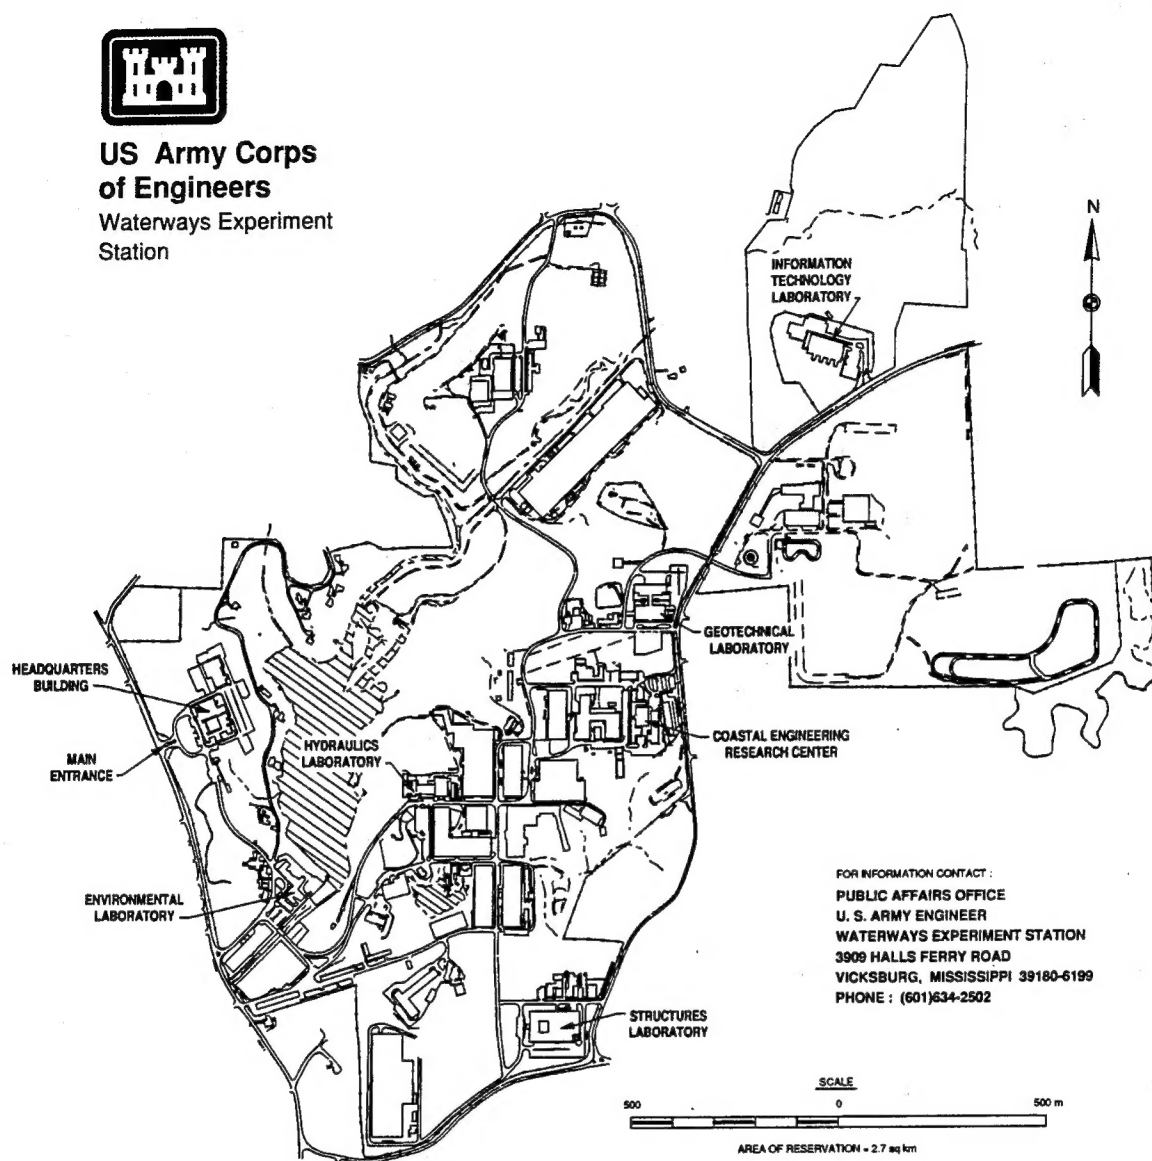 US Army Corps
of Engineers
Waterways Experiment
Station
N
INFORMATION
TECHNOLOGY
LABORATORY
GEOTECHNICAL
LABORATORY
HEADQUARTERS
BUILDING
MAIN
ENTRANCE
HYDRAULICS
LABORATORY
COASTAL ENGINEERING
RESEARCH CENTER
ENVIRONMENTAL
LABORATORY
FOR INFORMATION CONTACT :
PUBLIC AFFAIRS OFFICE
U. S. ARMY ENGINEER
WATERWAYS EXPERIMENT STATION
3909 HALLS FERRY ROAD
VICKSBURG, MISSISSIPPI 39180-6199
PHONE : (601)634-2502
STRUCTURES
LABORATORY
SCALE
500 0 500 m
AREA OF RESERVATION = 2.7 sq km